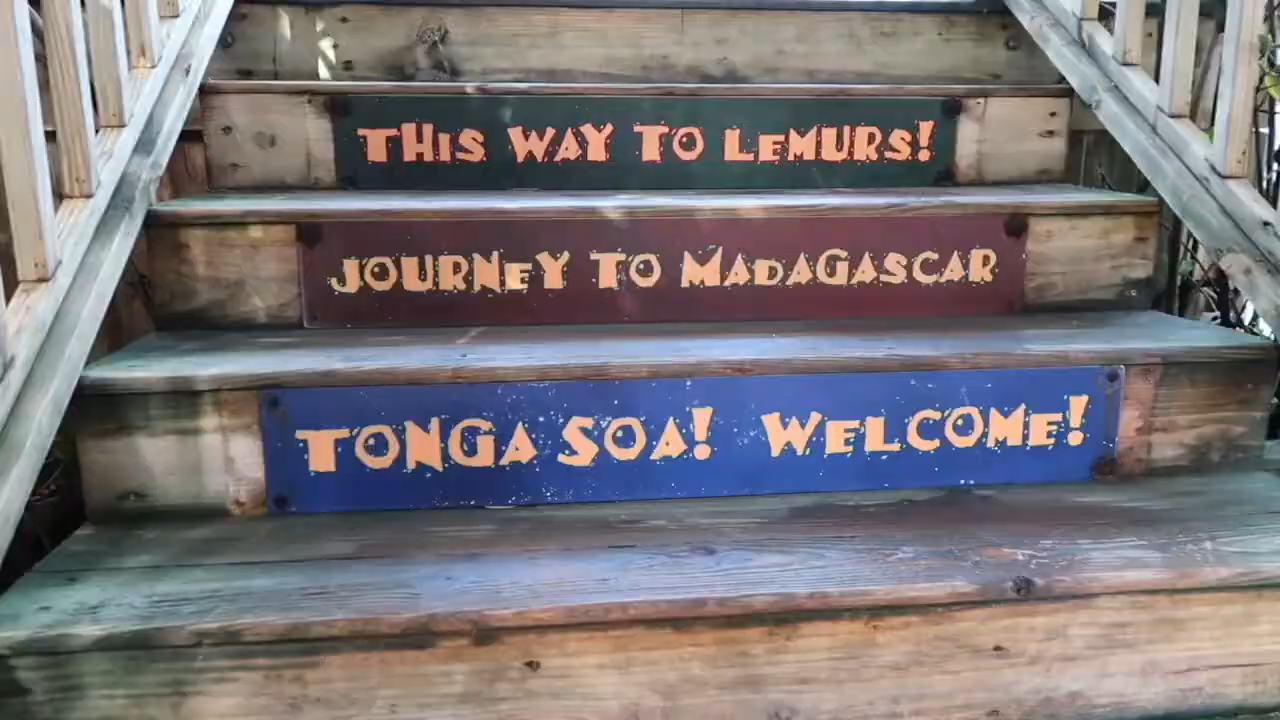 THIS WAY TO LEMURS!
JOURNEY TO MADAGASCAR
TONGA SOA! WELCOME!